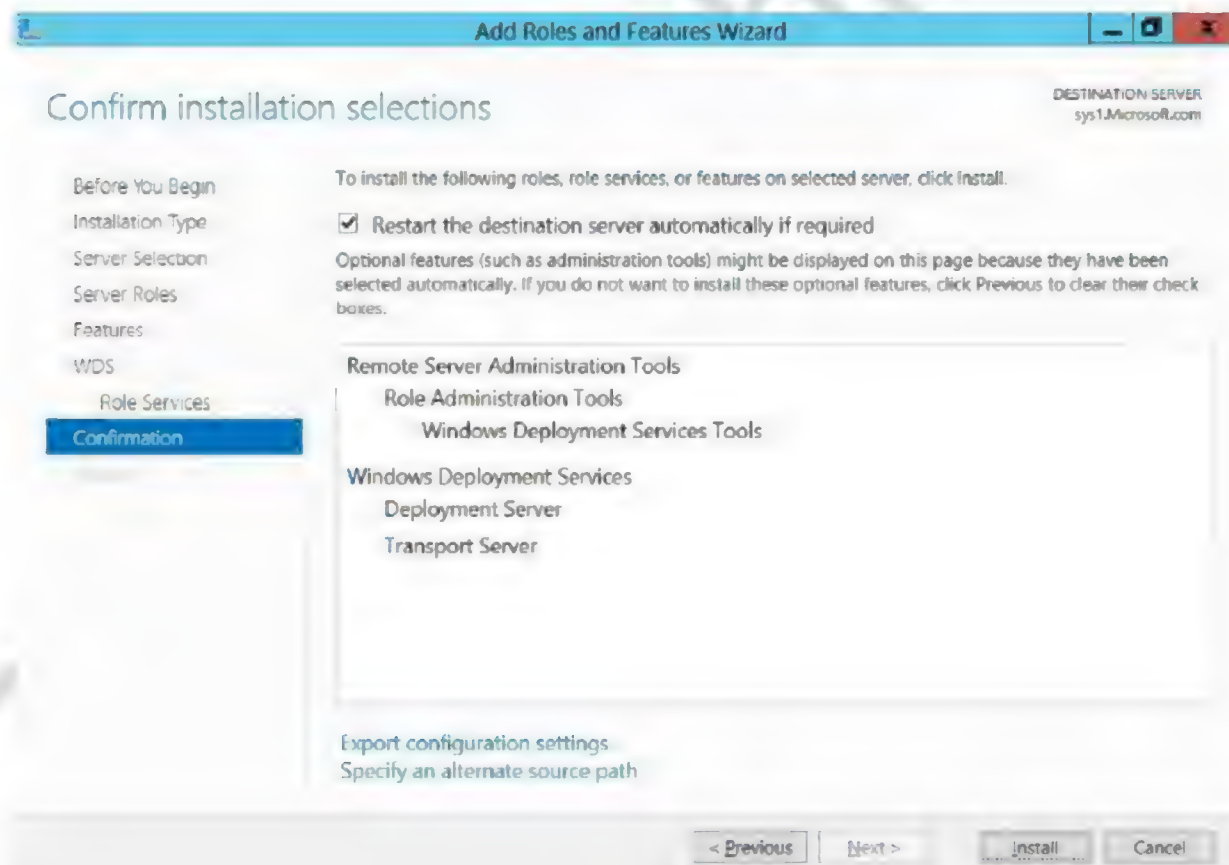 Add Roles and Features Wizard
Confirm installation selections
DESTINATION SERVER
sys1.Microsoft.com
Before You Begin
Installation Type
Server Selection
Server Roles
Features
WDS
Role Services
Confirmation
To install the following roles, role services, or features on selected server, click Install.
Restart the destination server automatically if required
Optional features (such as administration tools) might be displayed on this page because they have been
selected automatically. If you do not want to install these optional features, click Previous to clear their check
boxes.
Remote Server Administration Tools
Role Administration Tools
Windows Deployment Services Tools
Windows Deployment Services
Deployment Server
Transport Server
Export configuration settings
Specify an alternate source path
< Previous
Next >
Install
Cancel